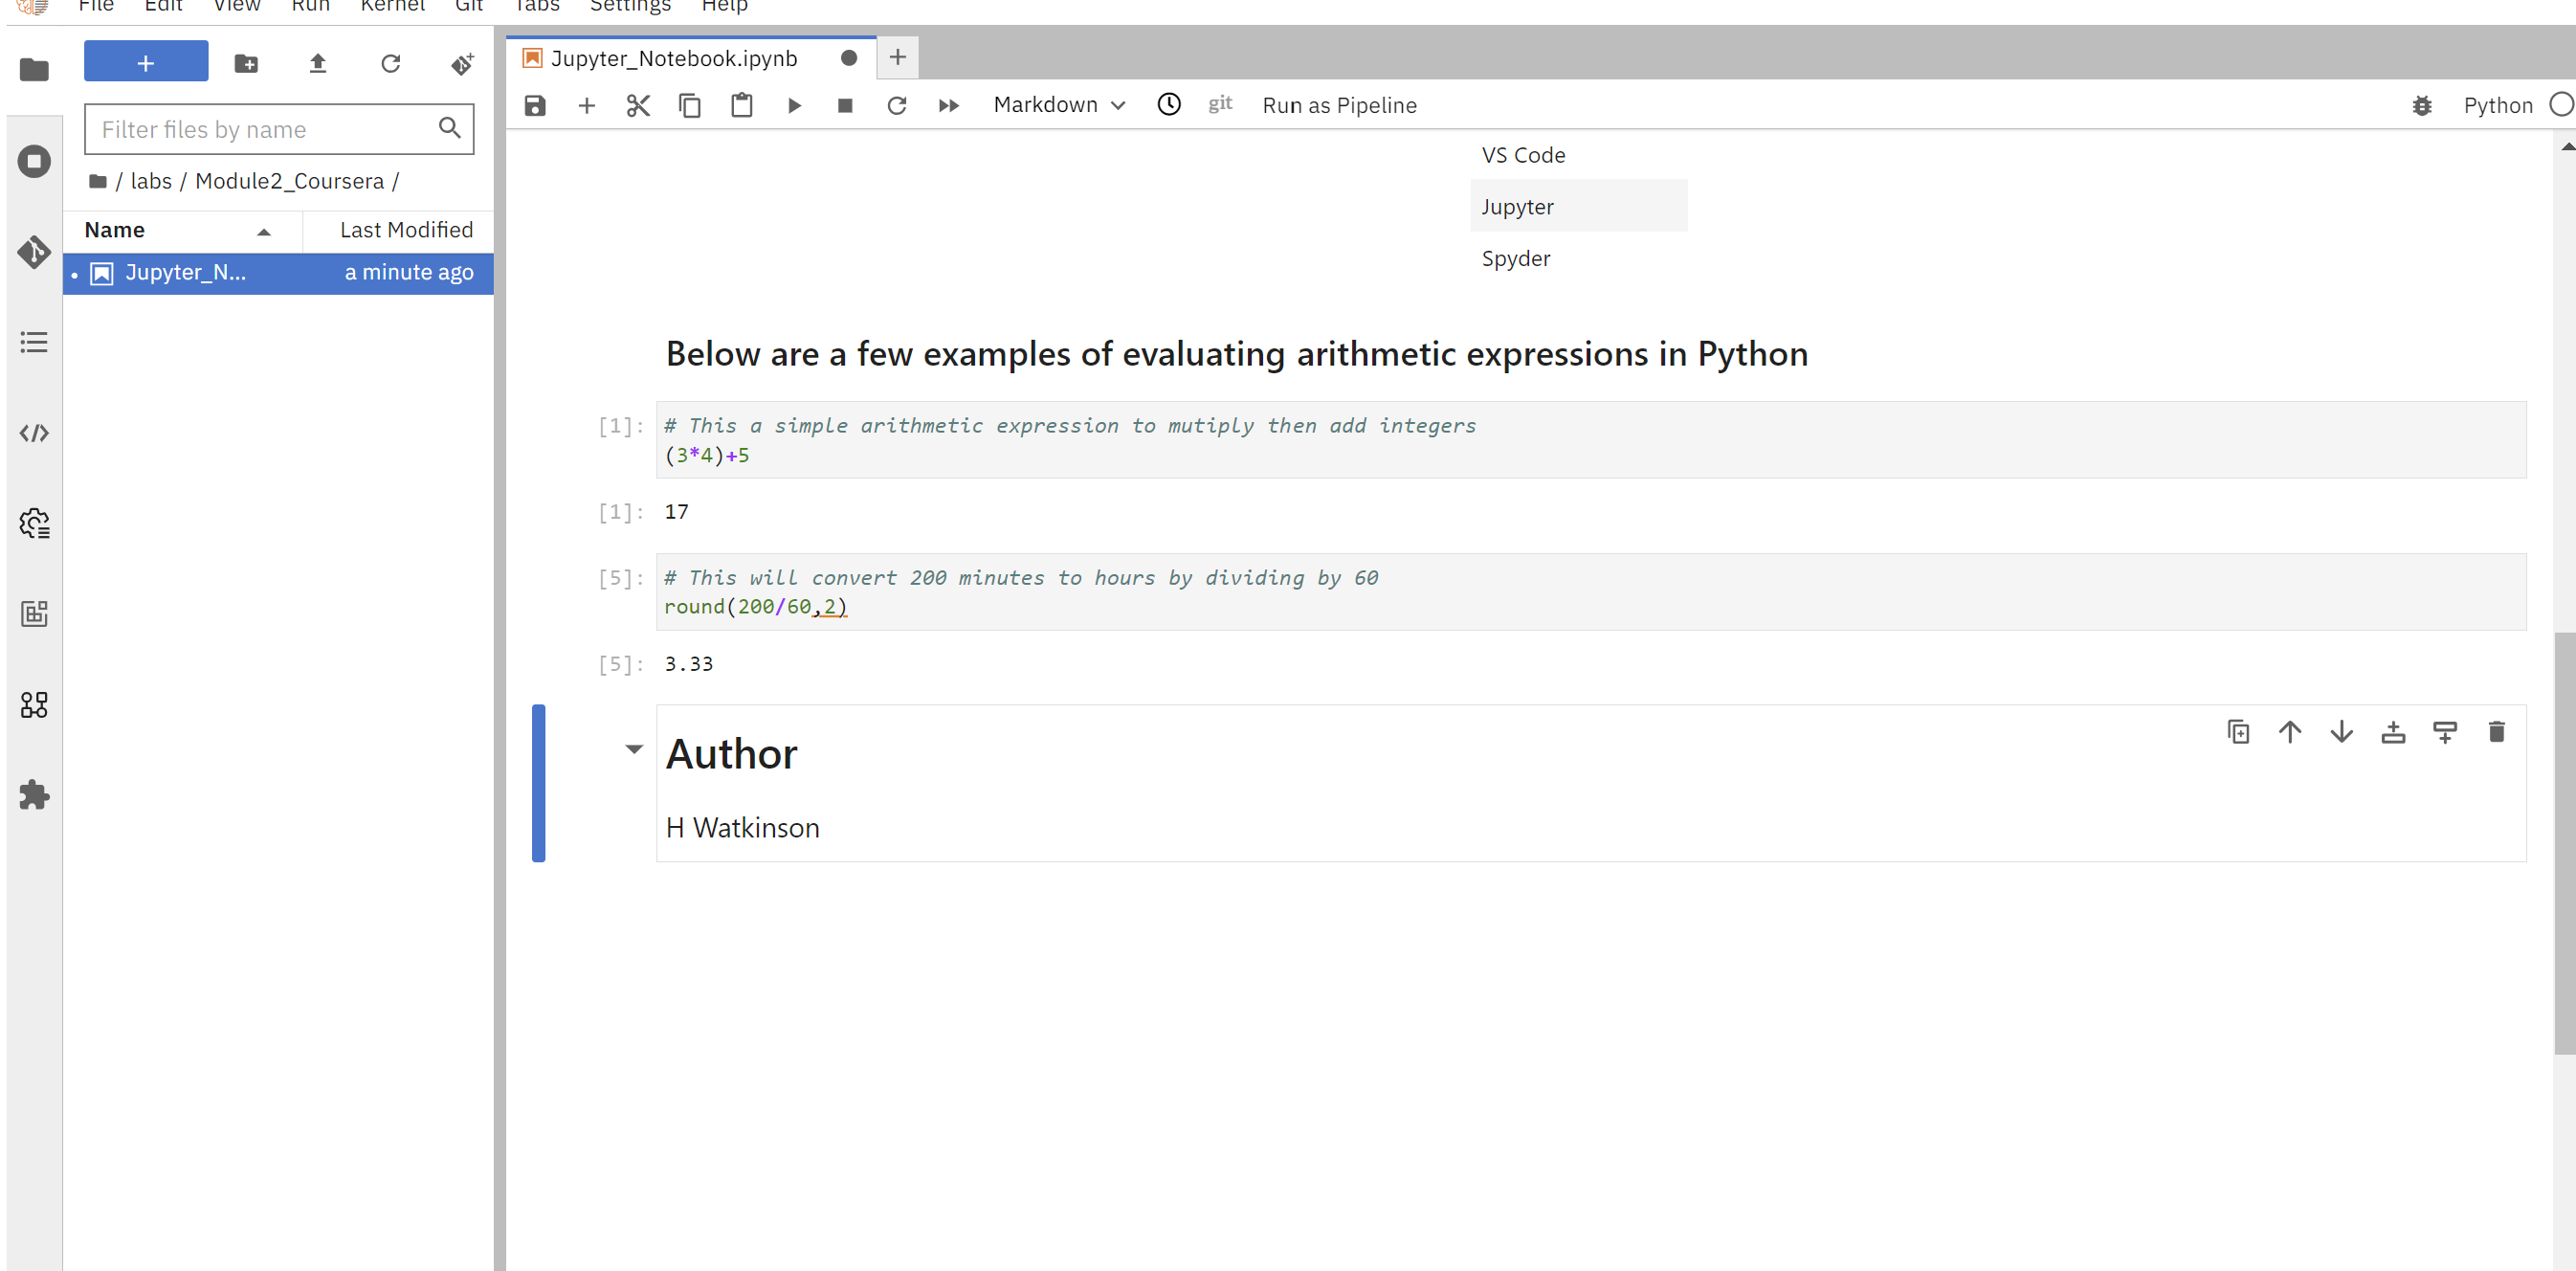 File Edit View Run Kernel Git Tabs Settings Help
Jupyter_Notebook.ipynb
Markdown git Run as Pipeline Python
Filter files by name
/ labs / Module2_Coursera /
Name Last Modified
Jupyter_N... a minute ago
VS Code
Jupyter
Spyder
Below are a few examples of evaluating arithmetic expressions in Python
[1]: # This a simple arithmetic expression to mutiply then add integers
(3*4)+5
[1]: 17
[5]: # This will convert 200 minutes to hours by dividing by 60
round(200/60,2)
[5]: 3.33
Author
H Watkinson